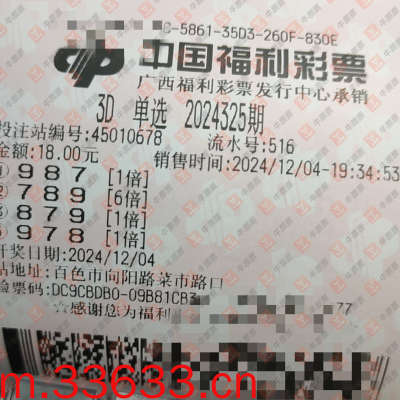 C-5861-35D3-260F-830E
中国福利彩票
广西福利彩票发行中心承销
3D 单选 2024325期
投注站编号:45010678 流水号:516
金额:18.00元 销售时间:2024/12/04-19:34:53
987 [1倍]
789 [6倍]
879 [1倍]
978 [1倍]
开奖日期:2024/12/04
站地址:百色市向阳路菜市路口
验票码:DC9CBDB0-09B81CB3
77
☆感谢您为福利
m.33633.cn